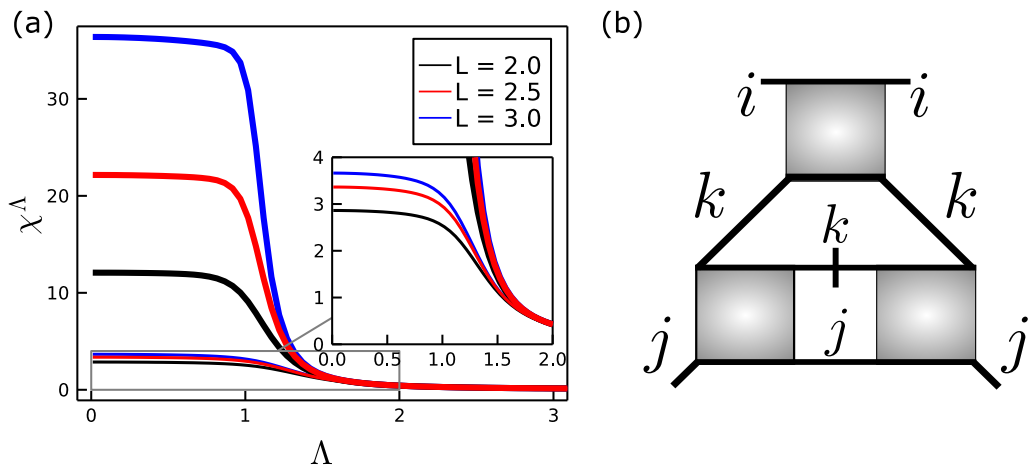 (a)
L = 2.0
L = 2.5
L = 3.0
χ^Λ
30
20
10
0
0 1 2 3
Λ
4
3
2
1
0
0.0 0.5 1.0 1.5 2.0
(b)
i i
k k
k
j j j